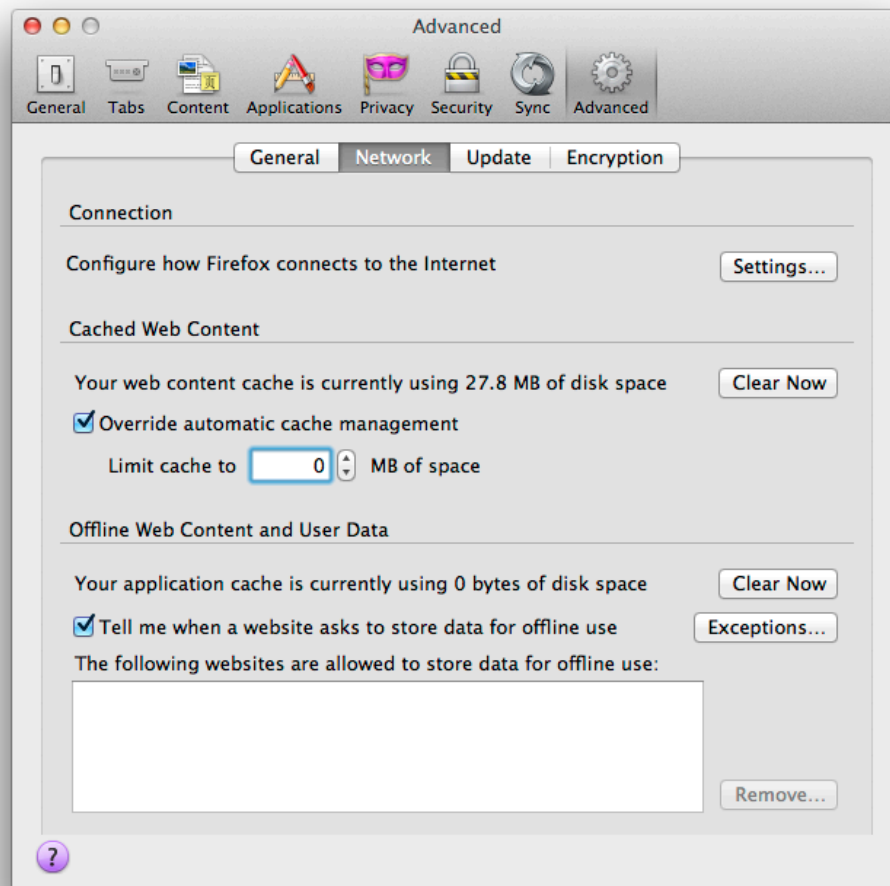 Advanced
General Tabs Content Applications Privacy Security Sync Advanced
General Network Update Encryption
Connection
Configure how Firefox connects to the Internet Settings...
Cached Web Content
Your web content cache is currently using 27.8 MB of disk space Clear Now
Override automatic cache management
Limit cache to 0 MB of space
Offline Web Content and User Data
Your application cache is currently using 0 bytes of disk space Clear Now
Tell me when a website asks to store data for offline use Exceptions...
The following websites are allowed to store data for offline use:
Remove...
?